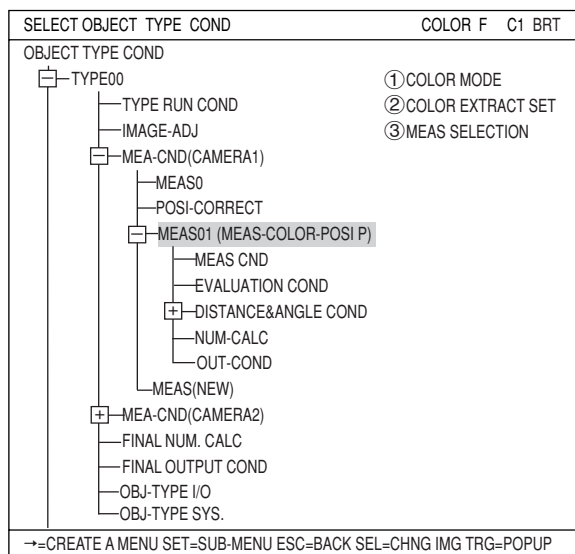 SELECT OBJECT TYPE COND COLOR F C1 BRT
OBJECT TYPE COND
TYPE00 ①COLOR MODE
TYPE RUN COND ②COLOR EXTRACT SET
IMAGE-ADJ ③MEAS SELECTION
MEA-CND(CAMERA1)
MEAS0
POSI-CORRECT
MEAS01 (MEAS-COLOR-POSI P)
MEAS CND
EVALUATION COND
DISTANCE&ANGLE COND
NUM-CALC
OUT-COND
MEAS(NEW)
MEA-CND(CAMERA2)
FINAL NUM. CALC
FINAL OUTPUT COND
OBJ-TYPE I/O
OBJ-TYPE SYS.
→=CREATE A MENU SET=SUB-MENU ESC=BACK SEL=CHNG IMG TRG=POPUP